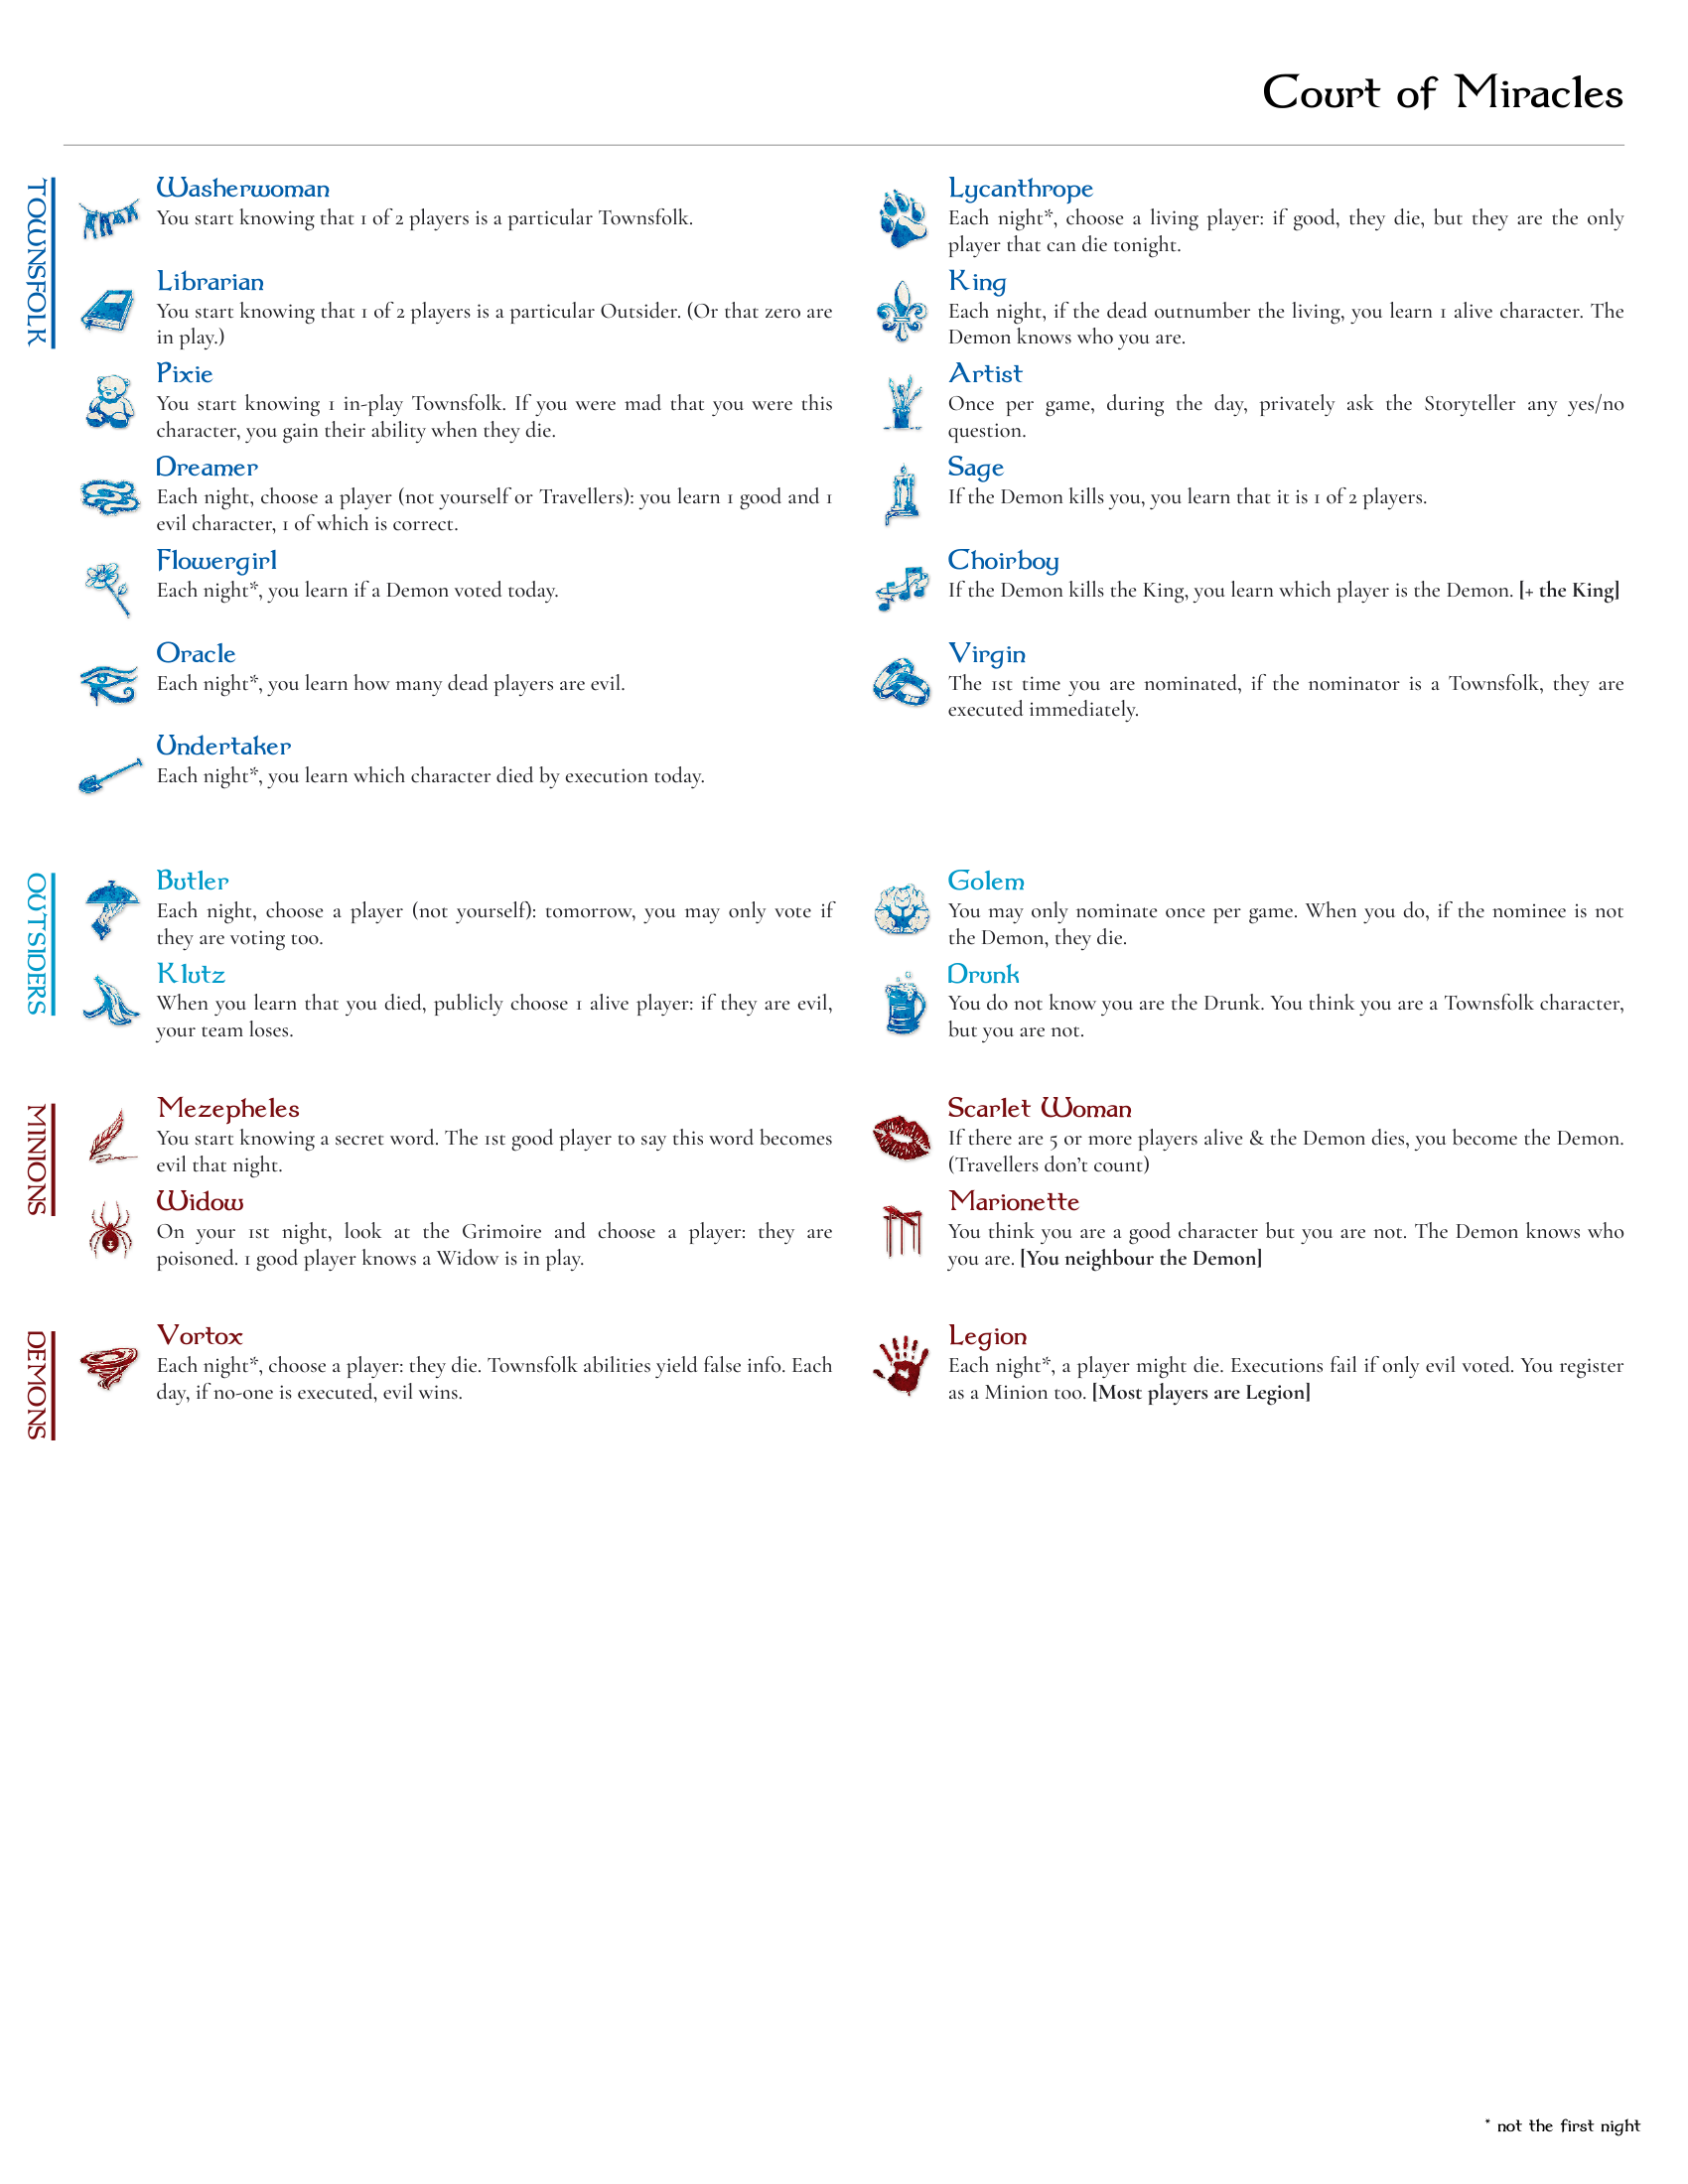 Court of Miracles
TOWNSFOLK
Washerwoman
You start knowing that 1 of 2 players is a particular Townsfolk.
Librarian
You start knowing that 1 of 2 players is a particular Outsider. (Or that zero are
in play.)
Pixie
You start knowing 1 in-play Townsfolk. If you were mad that you were this
character, you gain their ability when they die.
Dreamer
Each night, choose a player (not yourself or Travellers): you learn 1 good and 1
evil character, 1 of which is correct.
Flowergirl
Each night*, you learn if a Demon voted today.
Oracle
Each night*, you learn how many dead players are evil.
Undertaker
Each night*, you learn which character died by execution today.
Lycanthrope
Each night*, choose a living player: if good, they die, but they are the only
player that can die tonight.
King
Each night, if the dead outnumber the living, you learn 1 alive character. The
Demon knows who you are.
Artist
Once per game, during the day, privately ask the Storyteller any yes/no
question.
Sage
If the Demon kills you, you learn that it is 1 of 2 players.
Choirboy
If the Demon kills the King, you learn which player is the Demon. [+ the King]
Virgin
The 1st time you are nominated, if the nominator is a Townsfolk, they are
executed immediately.
OUTSIDERS
Butler
Each night, choose a player (not yourself): tomorrow, you may only vote if
they are voting too.
Klutz
When you learn that you died, publicly choose 1 alive player: if they are evil,
your team loses.
Golem
You may only nominate once per game. When you do, if the nominee is not
the Demon, they die.
Drunk
You do not know you are the Drunk. You think you are a Townsfolk character,
but you are not.
MINIONS
Mezepheles
You start knowing a secret word. The 1st good player to say this word becomes
evil that night.
Widow
On your 1st night, look at the Grimoire and choose a player: they are
poisoned. 1 good player knows a Widow is in play.
Scarlet Woman
If there are 5 or more players alive & the Demon dies, you become the Demon.
(Travellers don't count)
Marionette
You think you are a good character but you are not. The Demon knows who
you are. [You neighbour the Demon]
DEMONS
Vortox
Each night*, choose a player: they die. Townsfolk abilities yield false info. Each
day, if no-one is executed, evil wins.
Legion
Each night*, a player might die. Executions fail if only evil voted. You register
as a Minion too. [Most players are Legion]
* not the first night